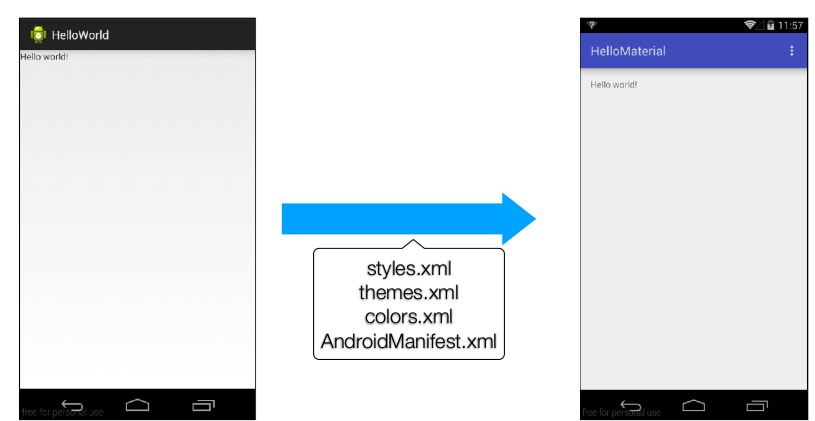 HelloWorld
Hello world!
free for personal use
styles.xml
themes.xml
colors.xml
AndroidManifest.xml
11:57
HelloMaterial
Hello world!
free for personal use